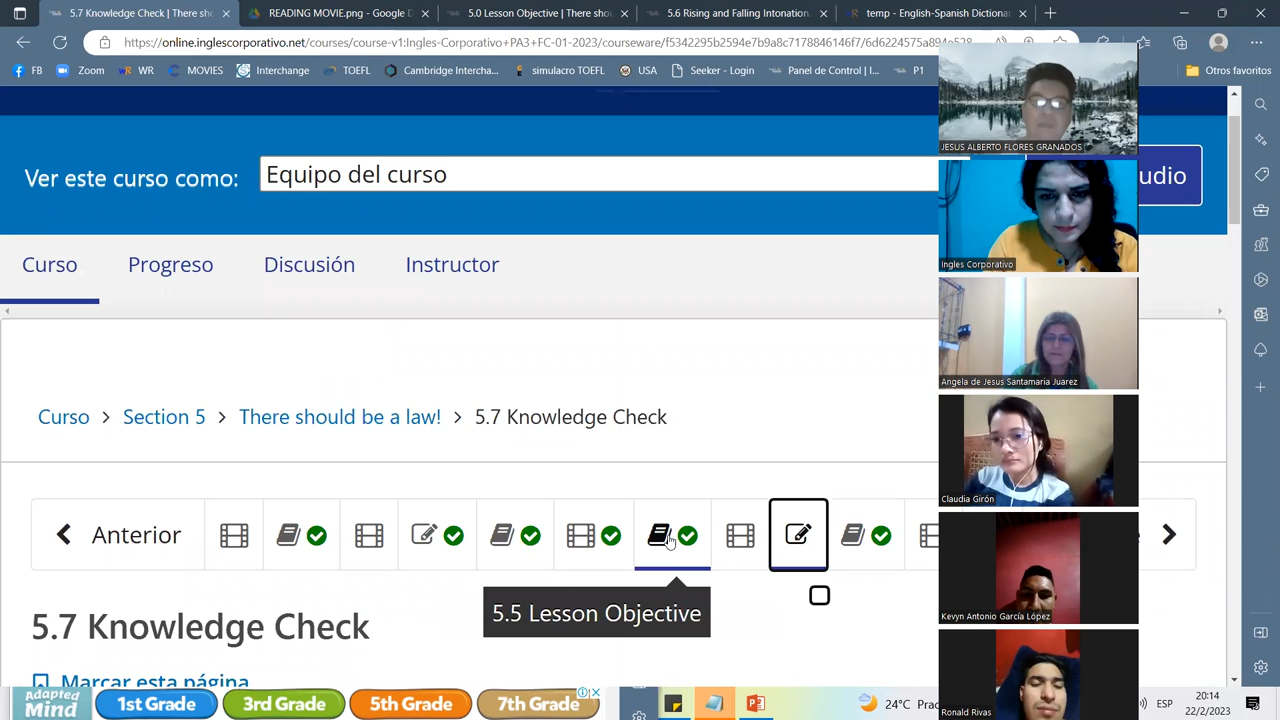 5.7 Knowledge Check | There sho
READING MOVIE.png - Google D
5.0 Lesson Objective | There shou
5.6 Rising and Falling Intonation.
temp - English-Spanish Dictionar
https://online.inglescorporativo.net/courses/course-v1:Ingles-Corporativo+PA3+FC-01-2023/courseware/f5342295b2594e7b9a8c7178846146f7/6d6224575a894e528
FB
Zoom
WR
MOVIES
Interchange
TOEFL
Cambridge Intercha...
simulacro TOEFL
USA
Seeker - Login
Panel de Control | I...
P1
Otros favoritos
Ver este curso como:
Equipo del curso
udio
Curso
Progreso
Discusión
Instructor
Curso > Section 5 > There should be a law! > 5.7 Knowledge Check
Anterior
5.5 Lesson Objective
5.7 Knowledge Check
Marcar esta página
Adapted Mind
1st Grade
3rd Grade
5th Grade
7th Grade
24°C
ESP
20:14
22/2/2023
JESUS ALBERTO FLORES GRANADOS
Ingles Corporativo
Angela de Jesus Santamaria Juarez
Claudia Girón
Kevyn Antonio García López
Ronald Rivas